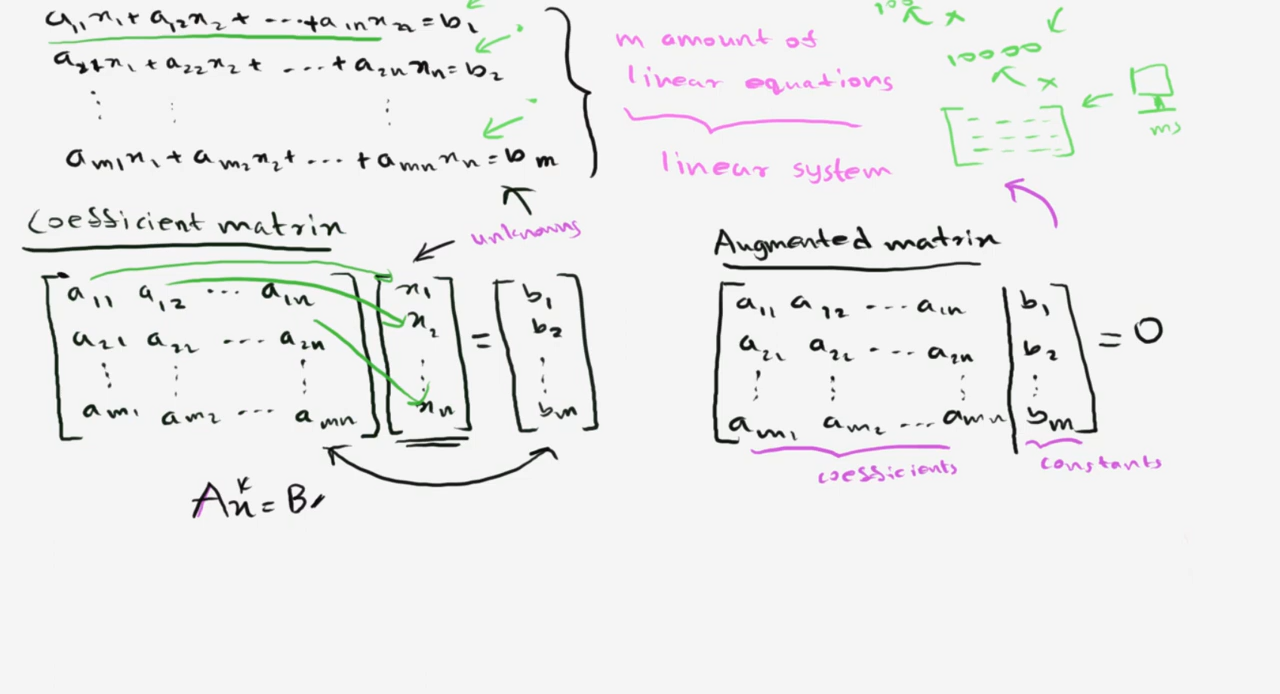 a₁₁x₁ + a₁₂x₂ + ····+ a₁ₙxₙ = b₁
a₂₁x₁ + a₂₂x₂ + ... + a₂ₙxₙ = b₂
⋮ ⋮ ⋮
aₘ₁x₁ + aₘ₂x₂ + ... + aₘₙxₙ = bₘ
m amount of
linear equations
linear system
10000
x
ms
unknowns
Coefficient matrix
[a₁₁ a₁₂ ... a₁ₙ] [x₁] [b₁]
[a₂₁ a₂₂ ... a₂ₙ] [x₂] = [b₂]
[⋮ ⋮ ⋮] [⋮] [⋮]
[aₘ₁ aₘ₂ ... aₘₙ] [xₙ] [bₘ]
Ax = B
Augmented matrix
[a₁₁ a₁₂ ... a₁ₙ | b₁]
[a₂₁ a₂₂ ... a₂ₙ | b₂] = 0
[⋮ ⋮ ⋮ | ⋮]
[aₘ₁ aₘ₂ ... aₘₙ | bₘ]
coefficients
constants